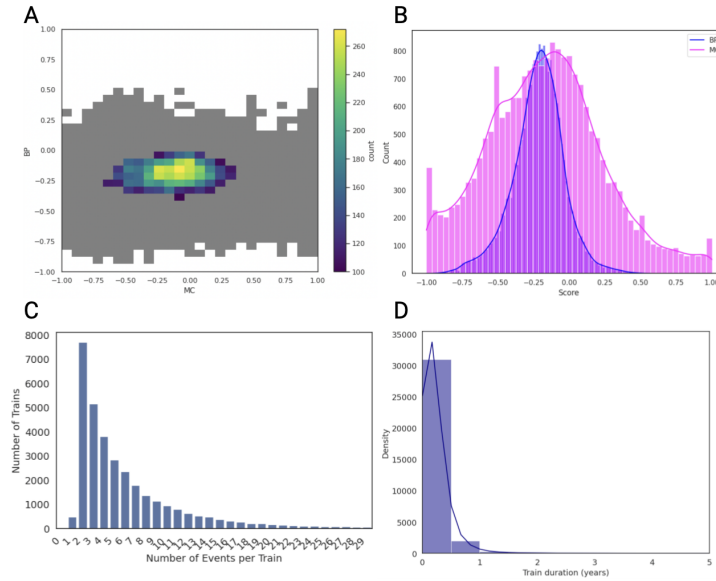 A
1.00
0.75
0.50
0.25
0.00
−0.25
−0.50
−0.75
−1.00
BP
−1.00 −0.75 −0.50 −0.25 0.00 0.25 0.50 0.75 1.00
MC
260
240
220
200
180
160
140
120
100
count
B
800
700
600
500
400
300
200
100
0
Count
−1.00 −0.75 −0.50 −0.25 0.00 0.25 0.50 0.75 1.00
Score
C
8000
7000
6000
5000
4000
3000
2000
1000
0
Number of Trains
0 1 2 3 4 5 6 7 8 9 10 11 12 13 14 15 16 17 18 19 20 21 22 23 24 25 26 27 28 29
Number of Events per Train
D
35000
30000
25000
20000
15000
10000
5000
0
Density
0 1 2 3 4 5
Train duration (years)